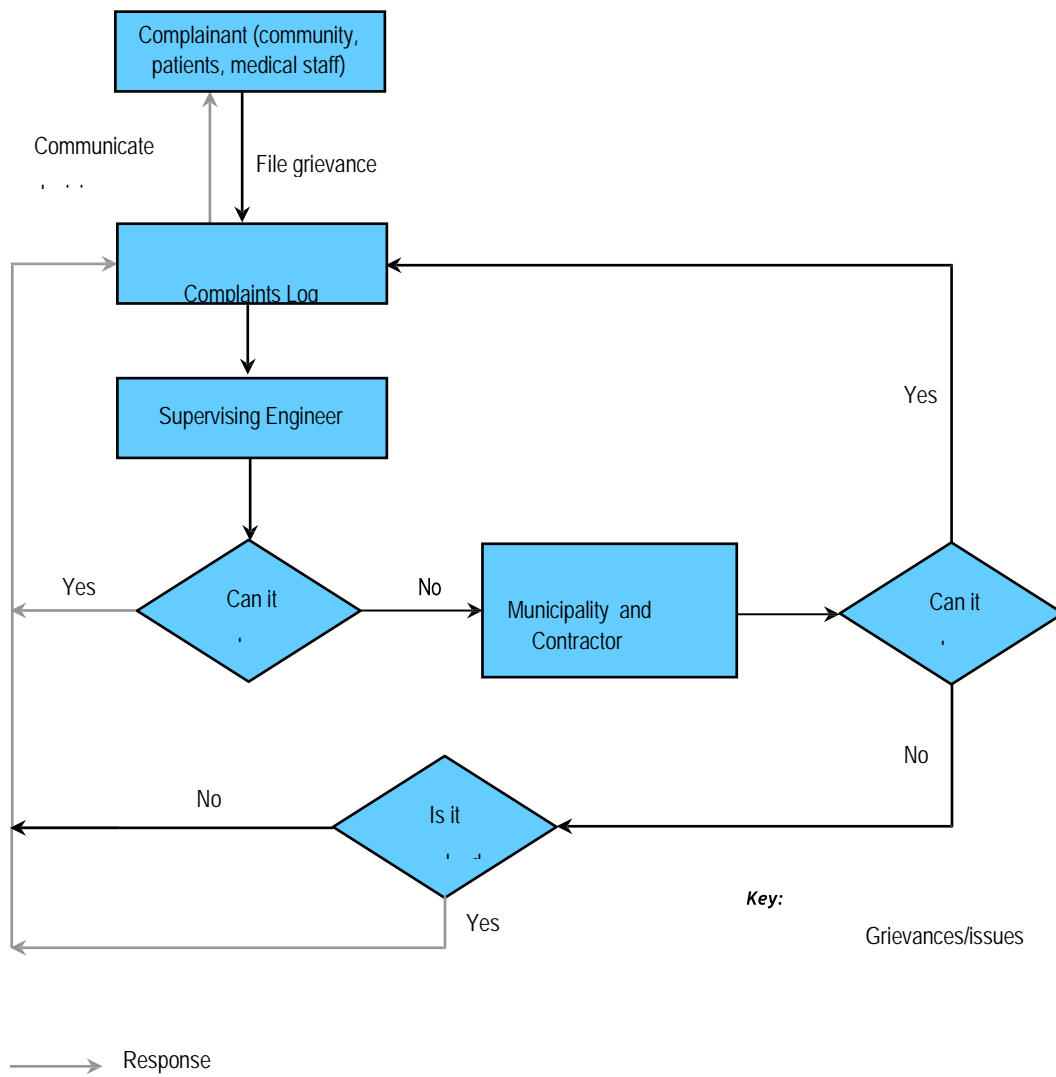 Complainant (community,
patients, medical staff)
Communicate
File grievance
Complaints Log
Supervising Engineer
Yes
Yes
Can it
No
Municipality and
Contractor
Can it
No
No
Is it
Yes
Key:
Grievances/issues
Response